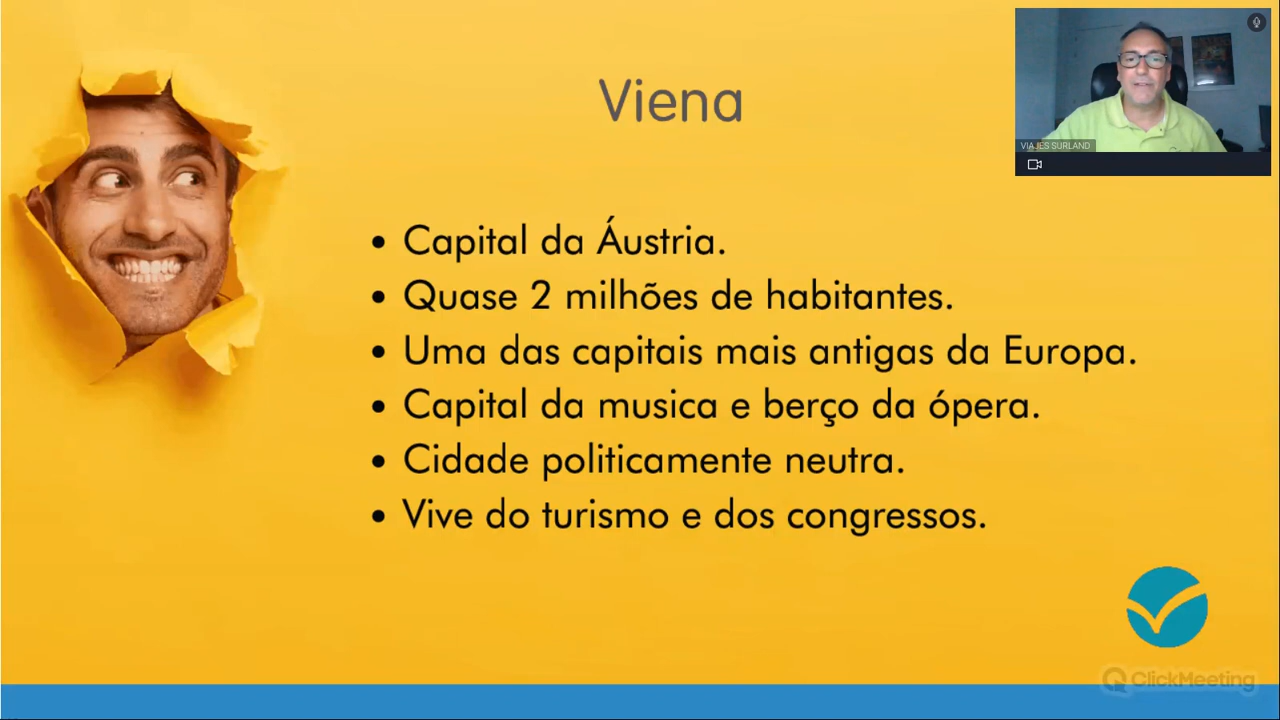 Viena
VIAJES SURLAND
• Capital da Áustria.
• Quase 2 milhões de habitantes.
• Uma das capitais mais antigas da Europa.
• Capital da musica e berço da ópera.
• Cidade politicamente neutra.
• Vive do turismo e dos congressos.
ClickMeeting